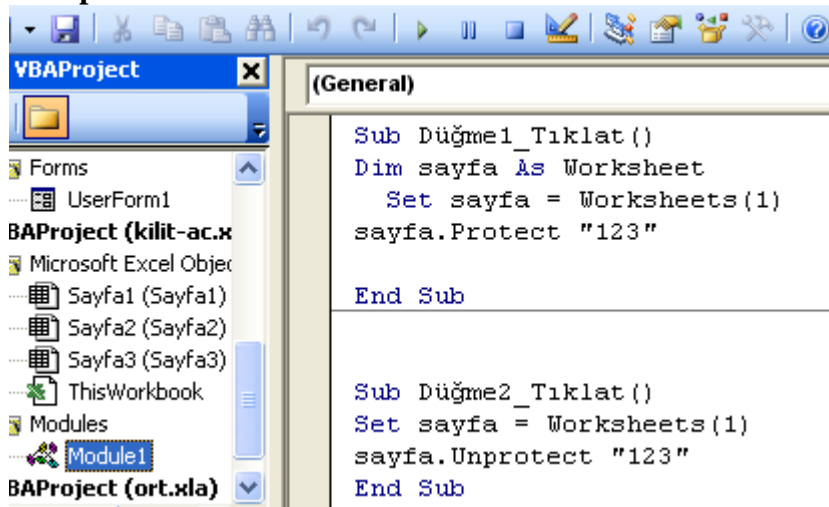 VBAProject
(General)
Forms
UserForm1
BAProject (kilit-ac.x
Microsoft Excel Objec
Sayfa1 (Sayfa1)
Sayfa2 (Sayfa2)
Sayfa3 (Sayfa3)
ThisWorkbook
Modules
Module1
BAProject (ort.xla)
Sub Düğme1_Tıklat()
Dim sayfa As Worksheet
Set sayfa = Worksheets(1)
sayfa.Protect "123"
End Sub
Sub Düğme2_Tıklat()
Set sayfa = Worksheets(1)
sayfa.Unprotect "123"
End Sub